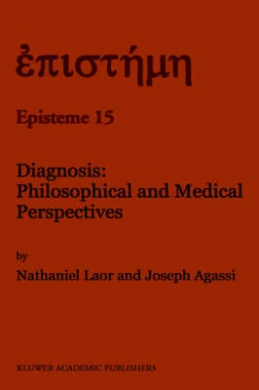 ἐπιστήμη
Episteme 15
Diagnosis:
Philosophical and Medical
Perspectives
by
Nathaniel Laor and Joseph Agassi
KLUWER ACADEMIC PUBLISHERS